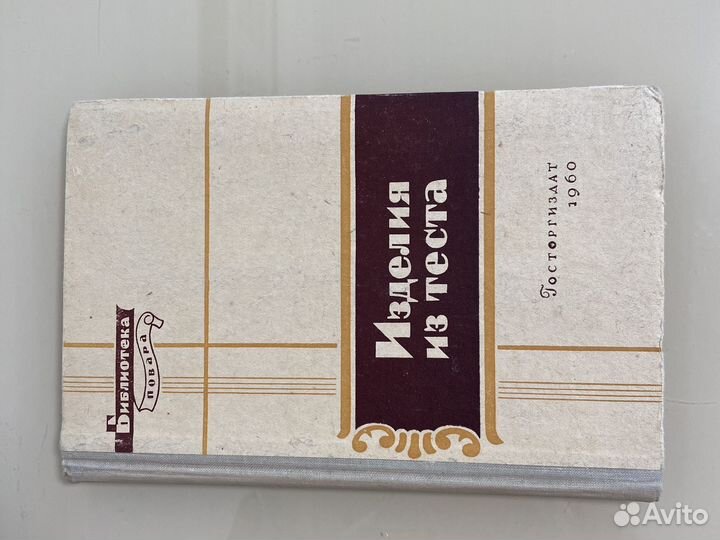 Библиотека
повара
Изделия
из теста
Госторгиздат
1960
Avito